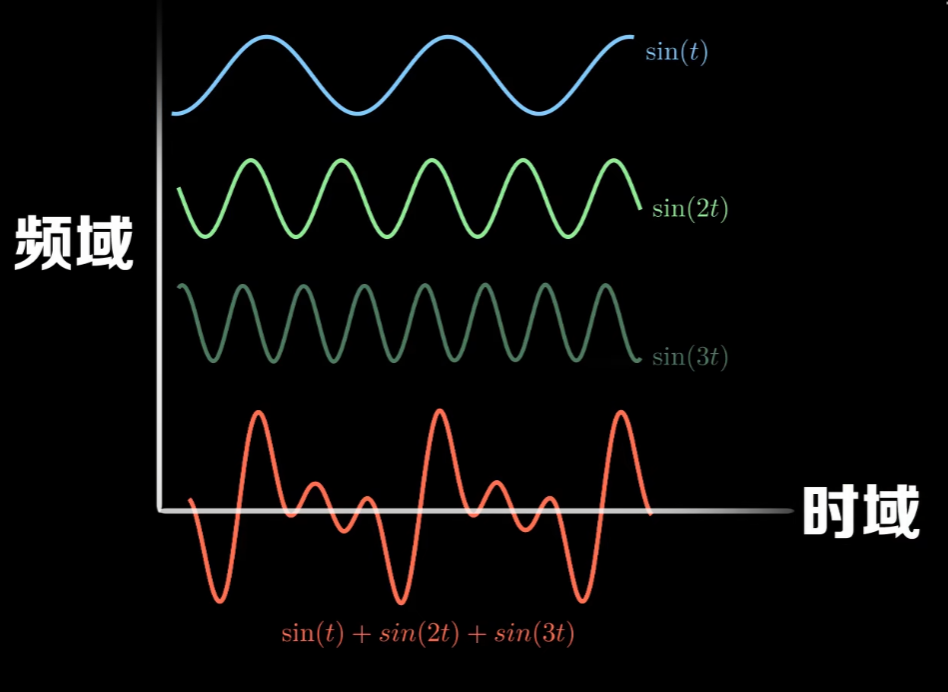 sin(t)
sin(2t)
频域
sin(3t)
时域
sin(t) + sin(2t) + sin(3t)